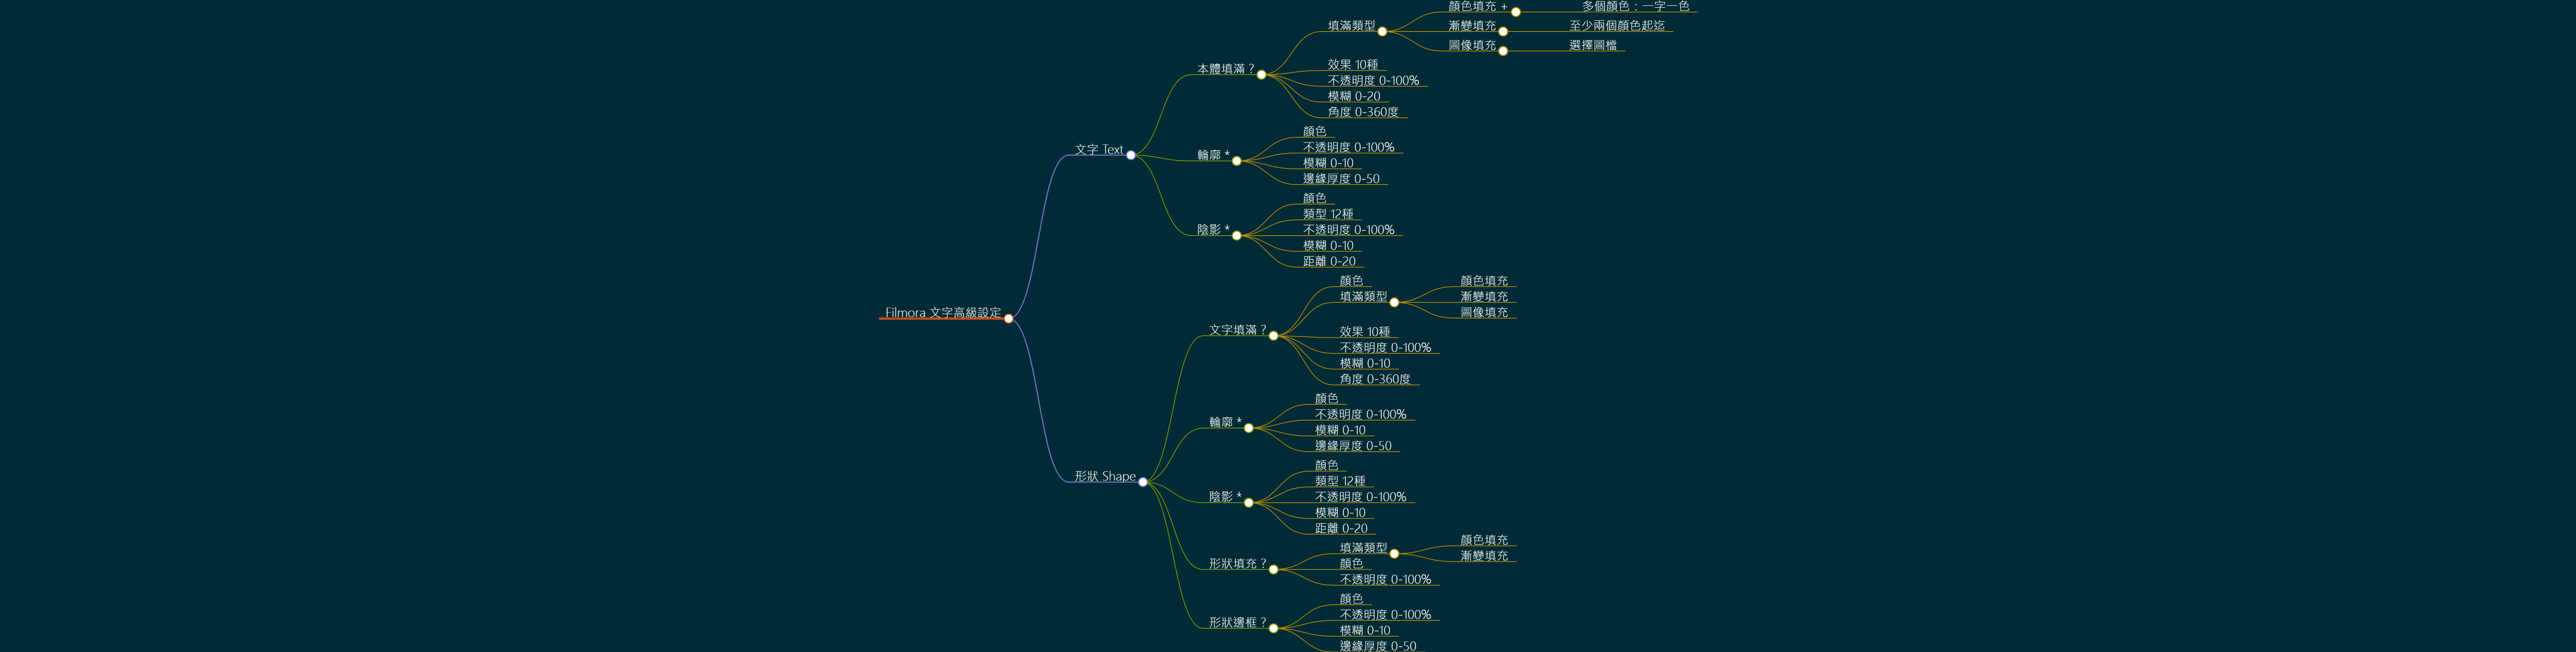 Filmora 文字高級設定
文字 Text
本體填滿？
填滿類型
顏色填充 +
多個顏色：一字一色
漸變填充
至少兩個顏色起迄
圖像填充
選擇圖檔
效果 10種
不透明度 0-100%
模糊 0-20
角度 0-360度
輪廓 *
顏色
不透明度 0-100%
模糊 0-10
邊緣厚度 0-50
陰影 *
顏色
類型 12種
不透明度 0-100%
模糊 0-10
距離 0-20
形狀 Shape
文字填滿？
顏色
填滿類型
顏色填充
漸變填充
圖像填充
效果 10種
不透明度 0-100%
模糊 0-10
角度 0-360度
輪廓 *
顏色
不透明度 0-100%
模糊 0-10
邊緣厚度 0-50
陰影 *
顏色
類型 12種
不透明度 0-100%
模糊 0-10
距離 0-20
形狀填充？
填滿類型
顏色填充
漸變填充
顏色
不透明度 0-100%
形狀邊框？
顏色
不透明度 0-100%
模糊 0-10
邊緣厚度 0-50